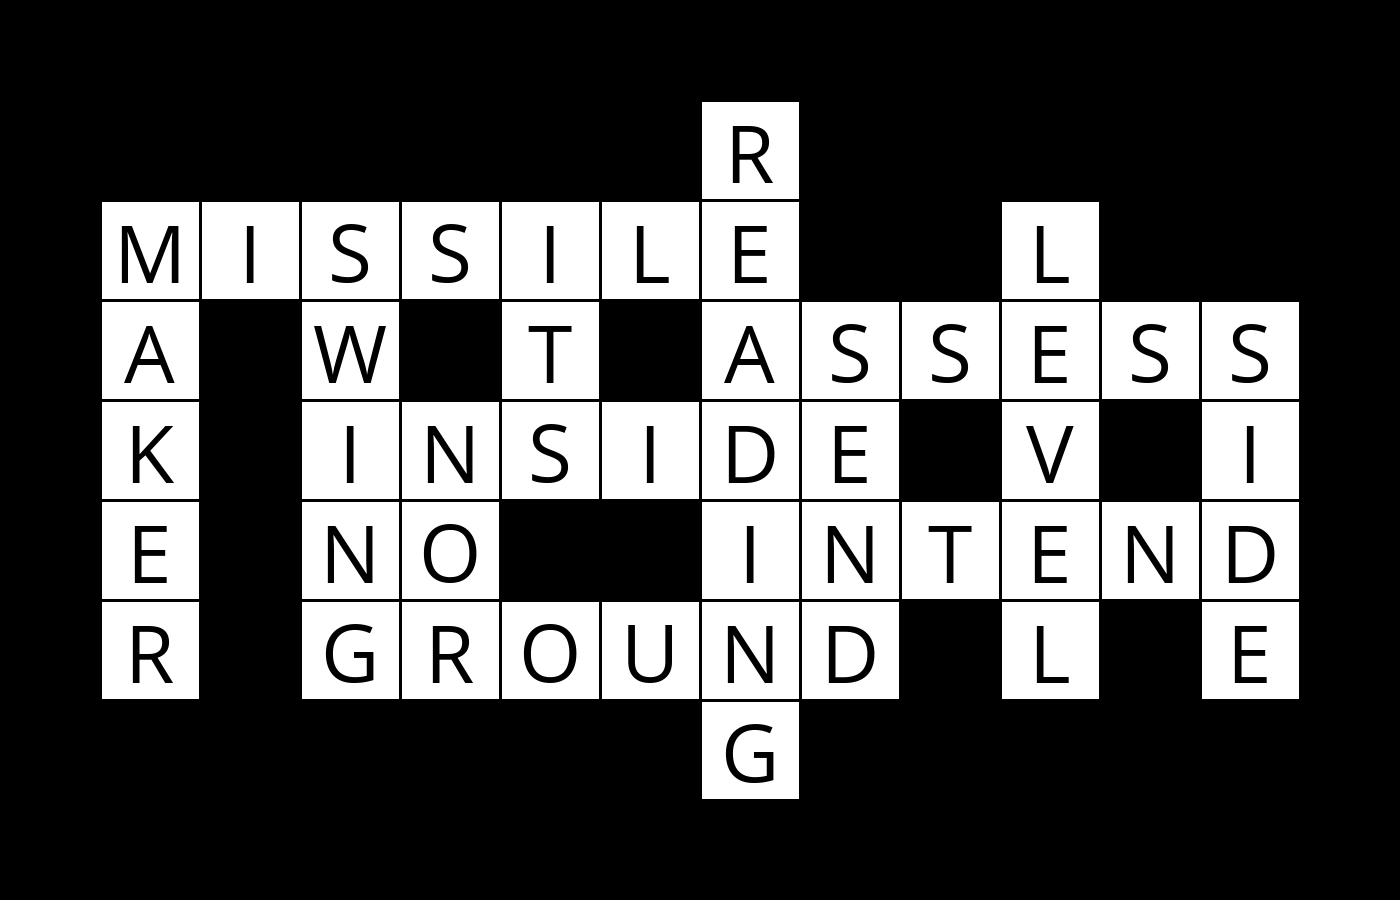 R
MISSILE L
A W T ASSESS
K INSIDE V I
E NO INTEND
R GROUND L E
G